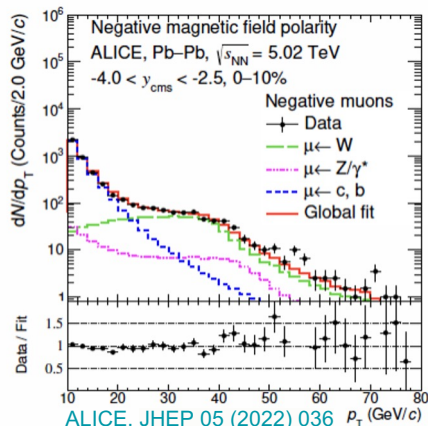 Negative magnetic field polarity
ALICE, Pb–Pb, √sNN = 5.02 TeV
-4.0 < ycms < -2.5, 0–10%
Negative muons
Data
μ← W
μ← Z/γ*
μ← c, b
Global fit
dN/dpT (Counts/2.0 GeV/c)
10⁶
10⁵
10⁴
10³
10²
10
1
Data / Fit
1.5
1
0.5
10 20 30 40 50 60 70 80
pT (GeV/c)
ALICE, JHEP 05 (2022) 036